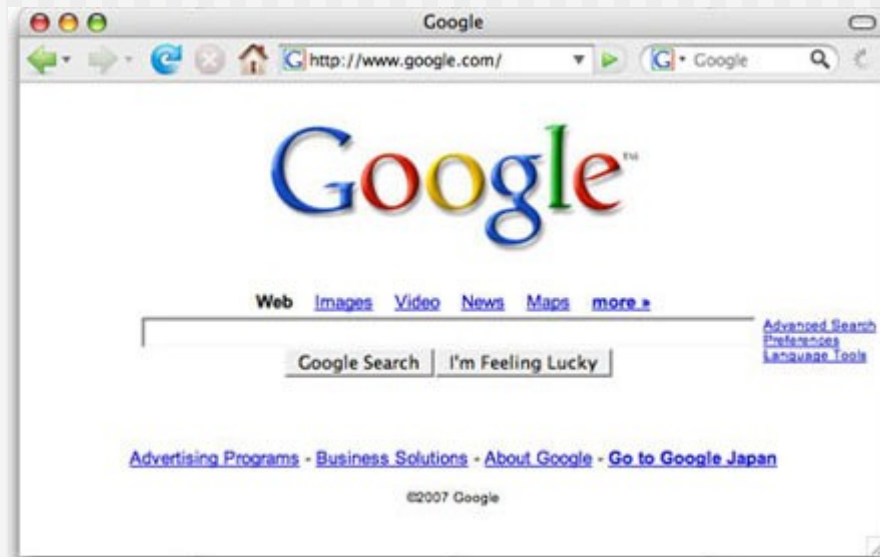 Google
http://www.google.com/ Google
Google™
Web Images Video News Maps more »
Advanced Search
Preferences
Language Tools
Google Search I'm Feeling Lucky
Advertising Programs - Business Solutions - About Google - Go to Google Japan
©2007 Google